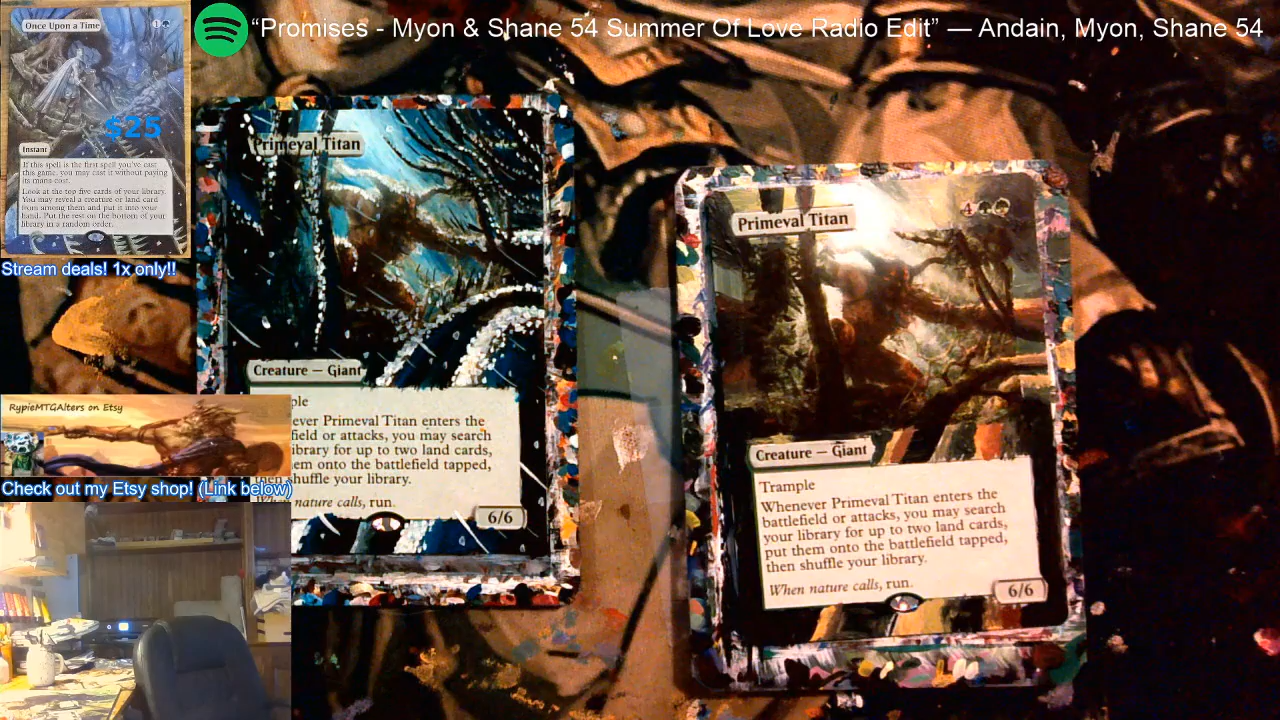 “Promises - Myon & Shane 54 Summer Of Love Radio Edit” — Andain, Myon, Shane 54
Once Upon a Time
$25
Instant
If this spell is the first spell you've cast
this game, you may cast it without paying
its mana cost.
Look at the top five cards of your library.
You may reveal a creature or land card
from among them and put it into your
hand. Put the rest on the bottom of your
library in a random order.
Stream deals! 1x only!!
RypieMTGAlters on Etsy
Check out my Etsy shop! (Link below)
Primeval Titan
Creature — Giant
ple
ever Primeval Titan enters the
field or attacks, you may search
ibrary for up to two land cards,
em onto the battlefield tapped,
then shuffle your library.
When nature calls, run.
6/6
Primeval Titan
4
Creature — Giant
Trample
Whenever Primeval Titan enters the
battlefield or attacks, you may search
your library for up to two land cards,
put them onto the battlefield tapped,
then shuffle your library.
When nature calls, run.
6/6